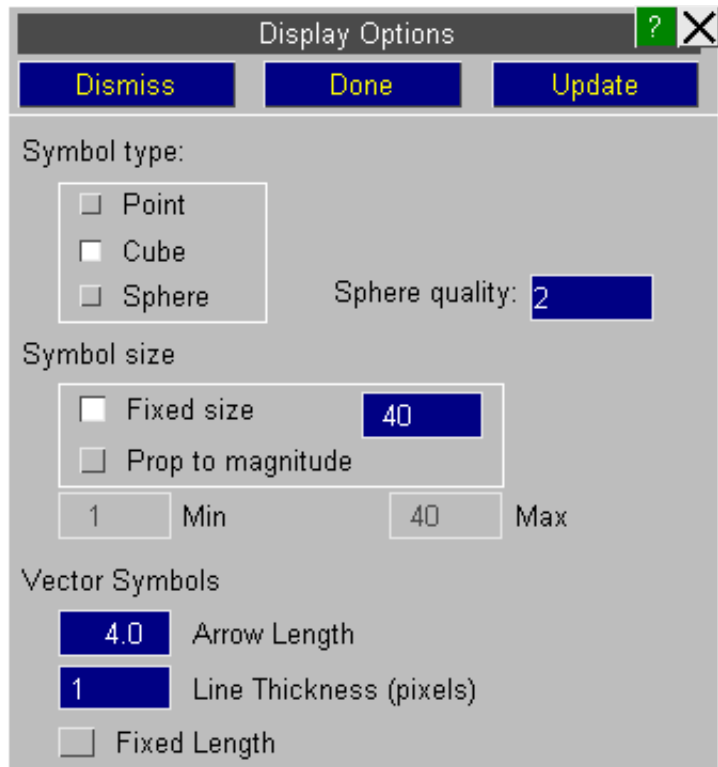 Display Options ?
Dismiss Done Update
Symbol type:
Point
Cube
Sphere Sphere quality: 2
Symbol size
Fixed size 40
Prop to magnitude
1 Min 40 Max
Vector Symbols
4.0 Arrow Length
1 Line Thickness (pixels)
Fixed Length